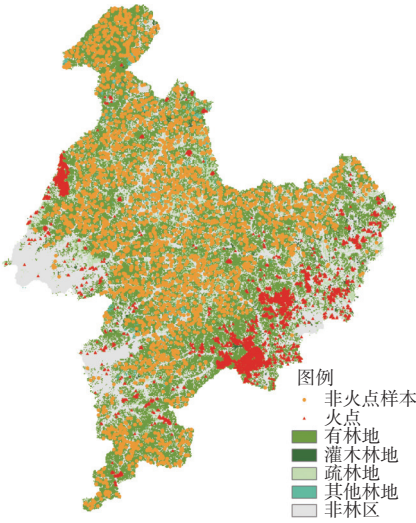 图例
非火点样本
火点
有林地
灌木林地
疏林地
其他林地
非林区